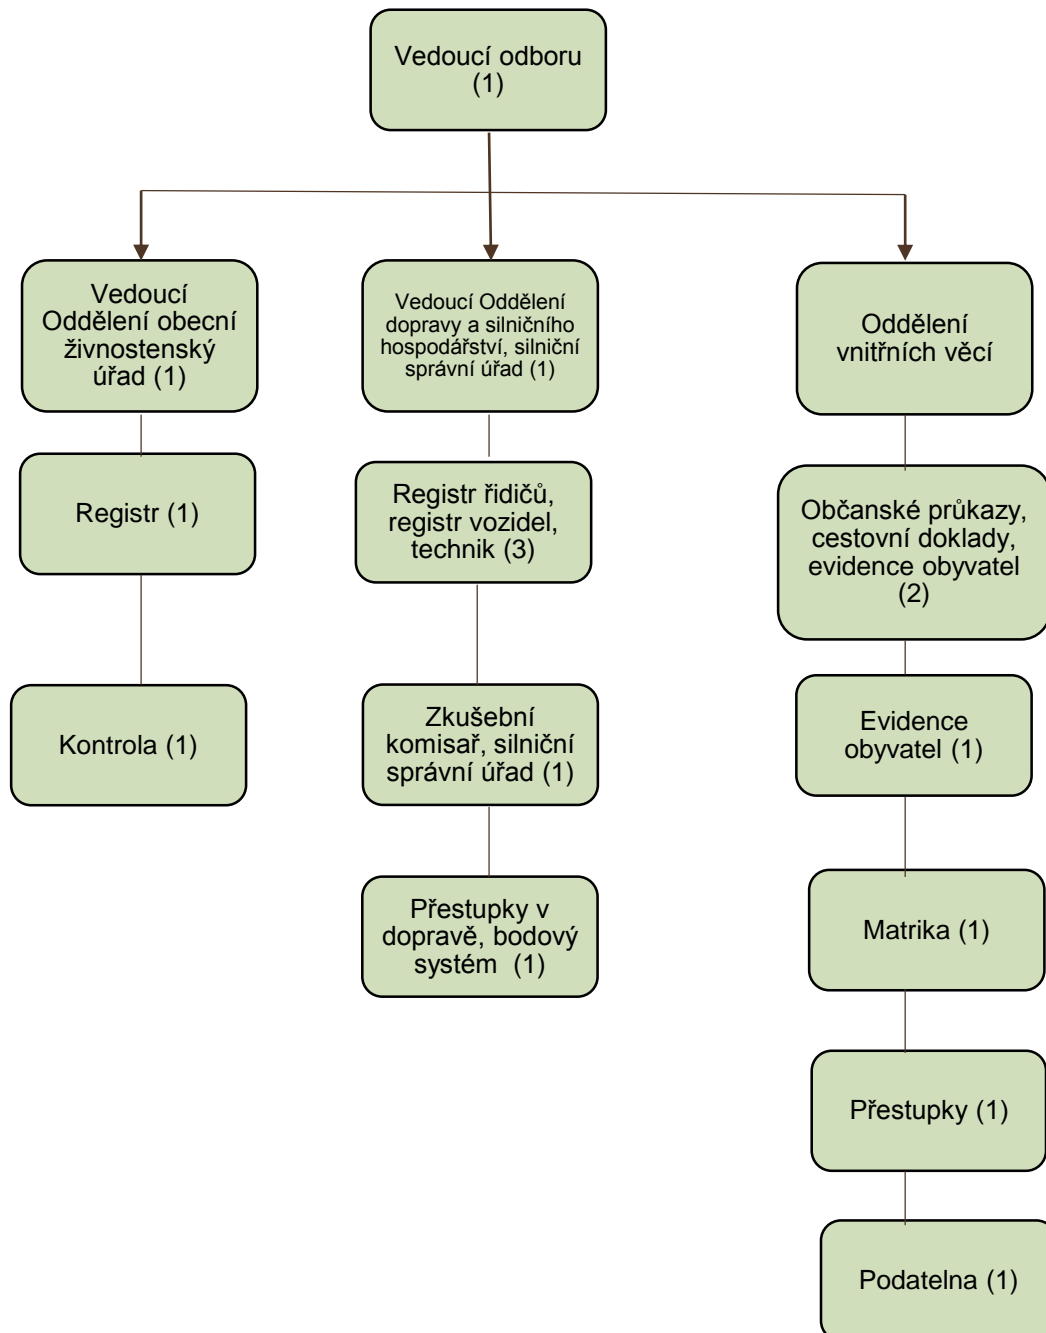 Vedoucí odboru
(1)
Vedoucí
Oddělení obecní
živnostenský
úřad (1)
Registr (1)
Kontrola (1)
Vedoucí Oddělení
dopravy a silničního
hospodářství, silniční
správní úřad (1)
Registr řidičů,
registr vozidel,
technik (3)
Zkušební
komisař, silniční
správní úřad (1)
Přestupky v
dopravě, bodový
systém (1)
Oddělení
vnitřních věcí
Občanské průkazy,
cestovní doklady,
evidence obyvatel
(2)
Evidence
obyvatel (1)
Matrika (1)
Přestupky (1)
Podatelna (1)